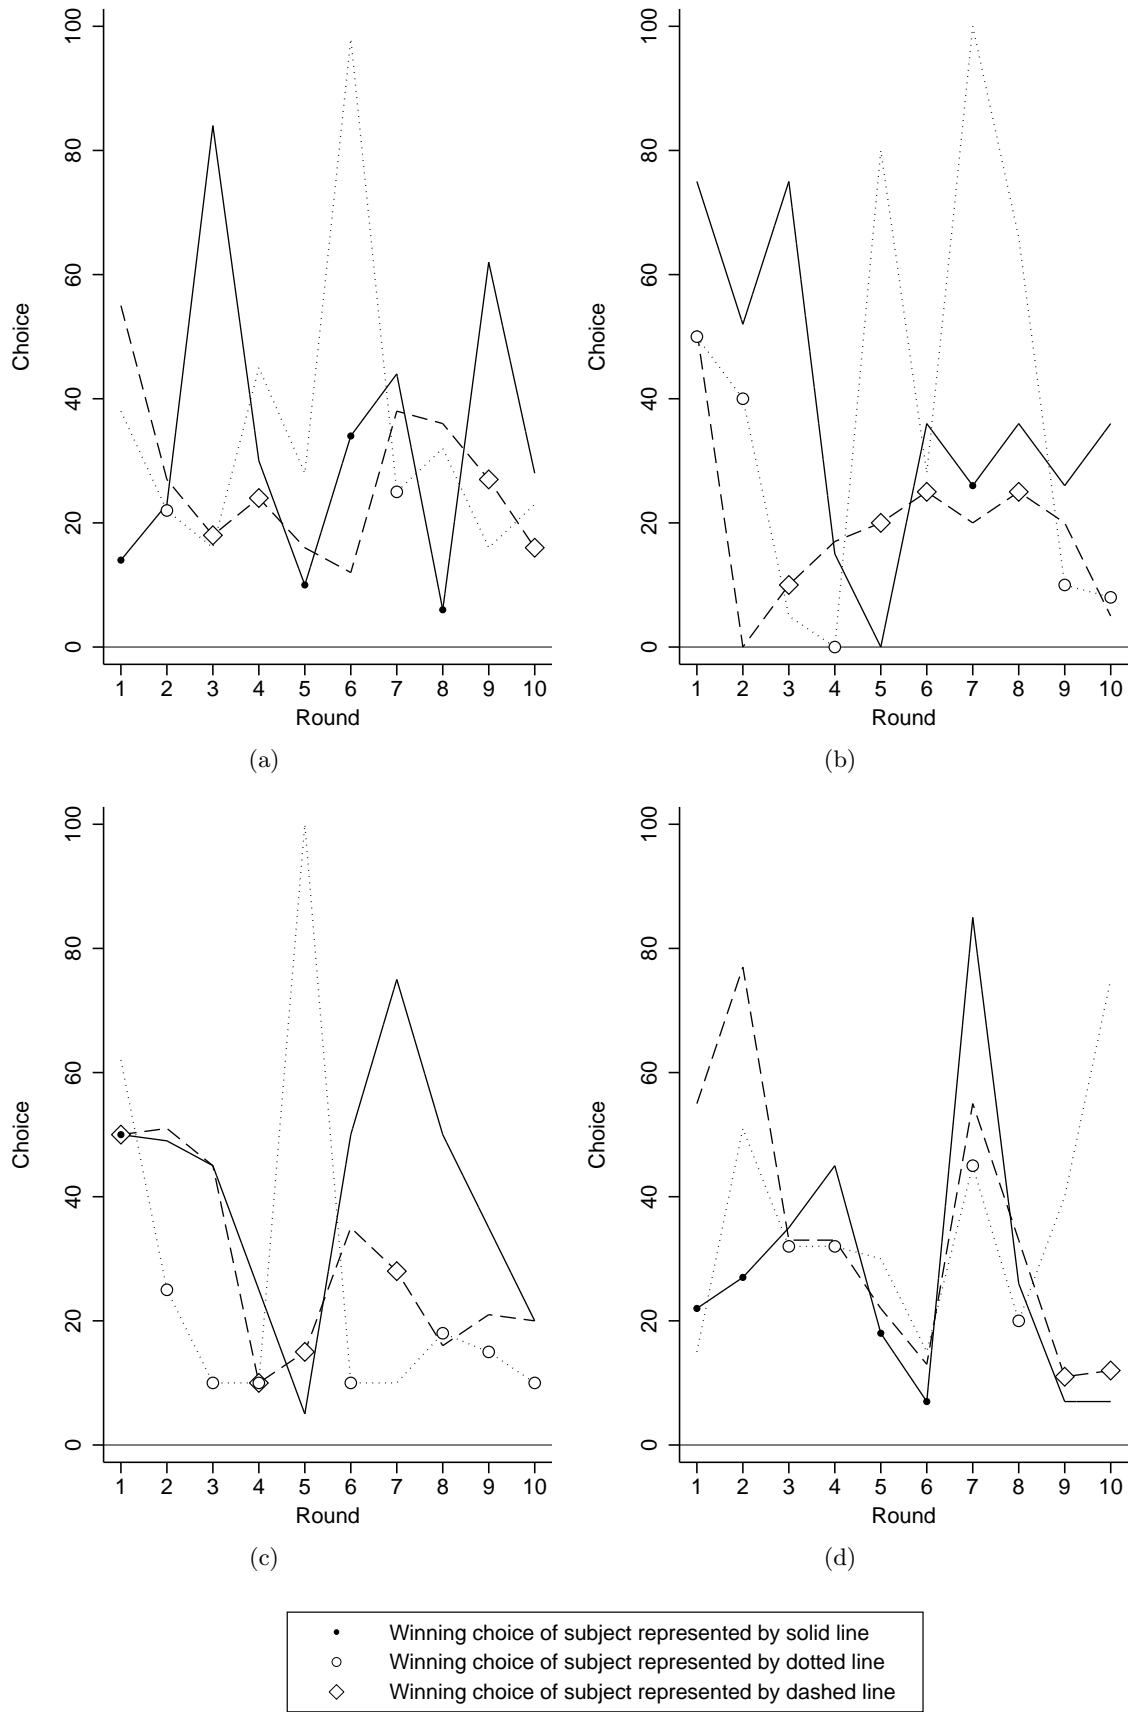 100
80
60
40
20
0
Choice
1 2 3 4 5 6 7 8 9 10
Round
(a)
100
80
60
40
20
0
Choice
1 2 3 4 5 6 7 8 9 10
Round
(b)
100
80
60
40
20
0
Choice
1 2 3 4 5 6 7 8 9 10
Round
(c)
100
80
60
40
20
0
Choice
1 2 3 4 5 6 7 8 9 10
Round
(d)
Winning choice of subject represented by solid line
Winning choice of subject represented by dotted line
Winning choice of subject represented by dashed line